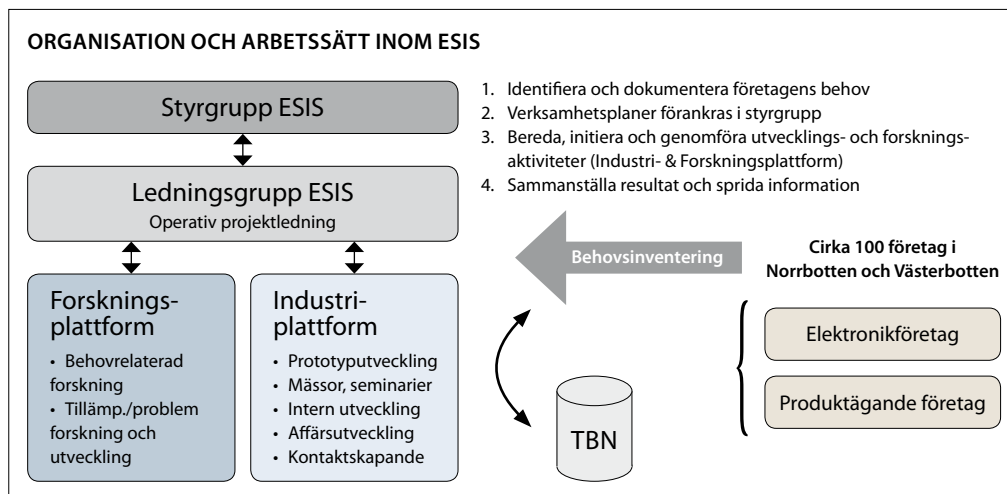 ORGANISATION OCH ARBETSSÄTT INOM ESIS
Styrgrupp ESIS
Ledningsgrupp ESIS
Operativ projektledning
Forsknings-
plattform
• Behovrelaterad
forskning
• Tillämp./problem
forskning och
utveckling
Industri-
plattform
• Prototyputveckling
• Mässor, seminarier
• Intern utveckling
• Affärsutveckling
• Kontaktskapande
1. Identifiera och dokumentera företagens behov
2. Verksamhetsplaner förankras i styrgrupp
3. Bereda, initiera och genomföra utvecklings- och forsknings-
aktiviteter (Industri- & Forskningsplattform)
4. Sammanställa resultat och sprida information
Behovsinventering
TBN
Cirka 100 företag i
Norrbotten och Västerbotten
Elektronikföretag
Produktägande företag